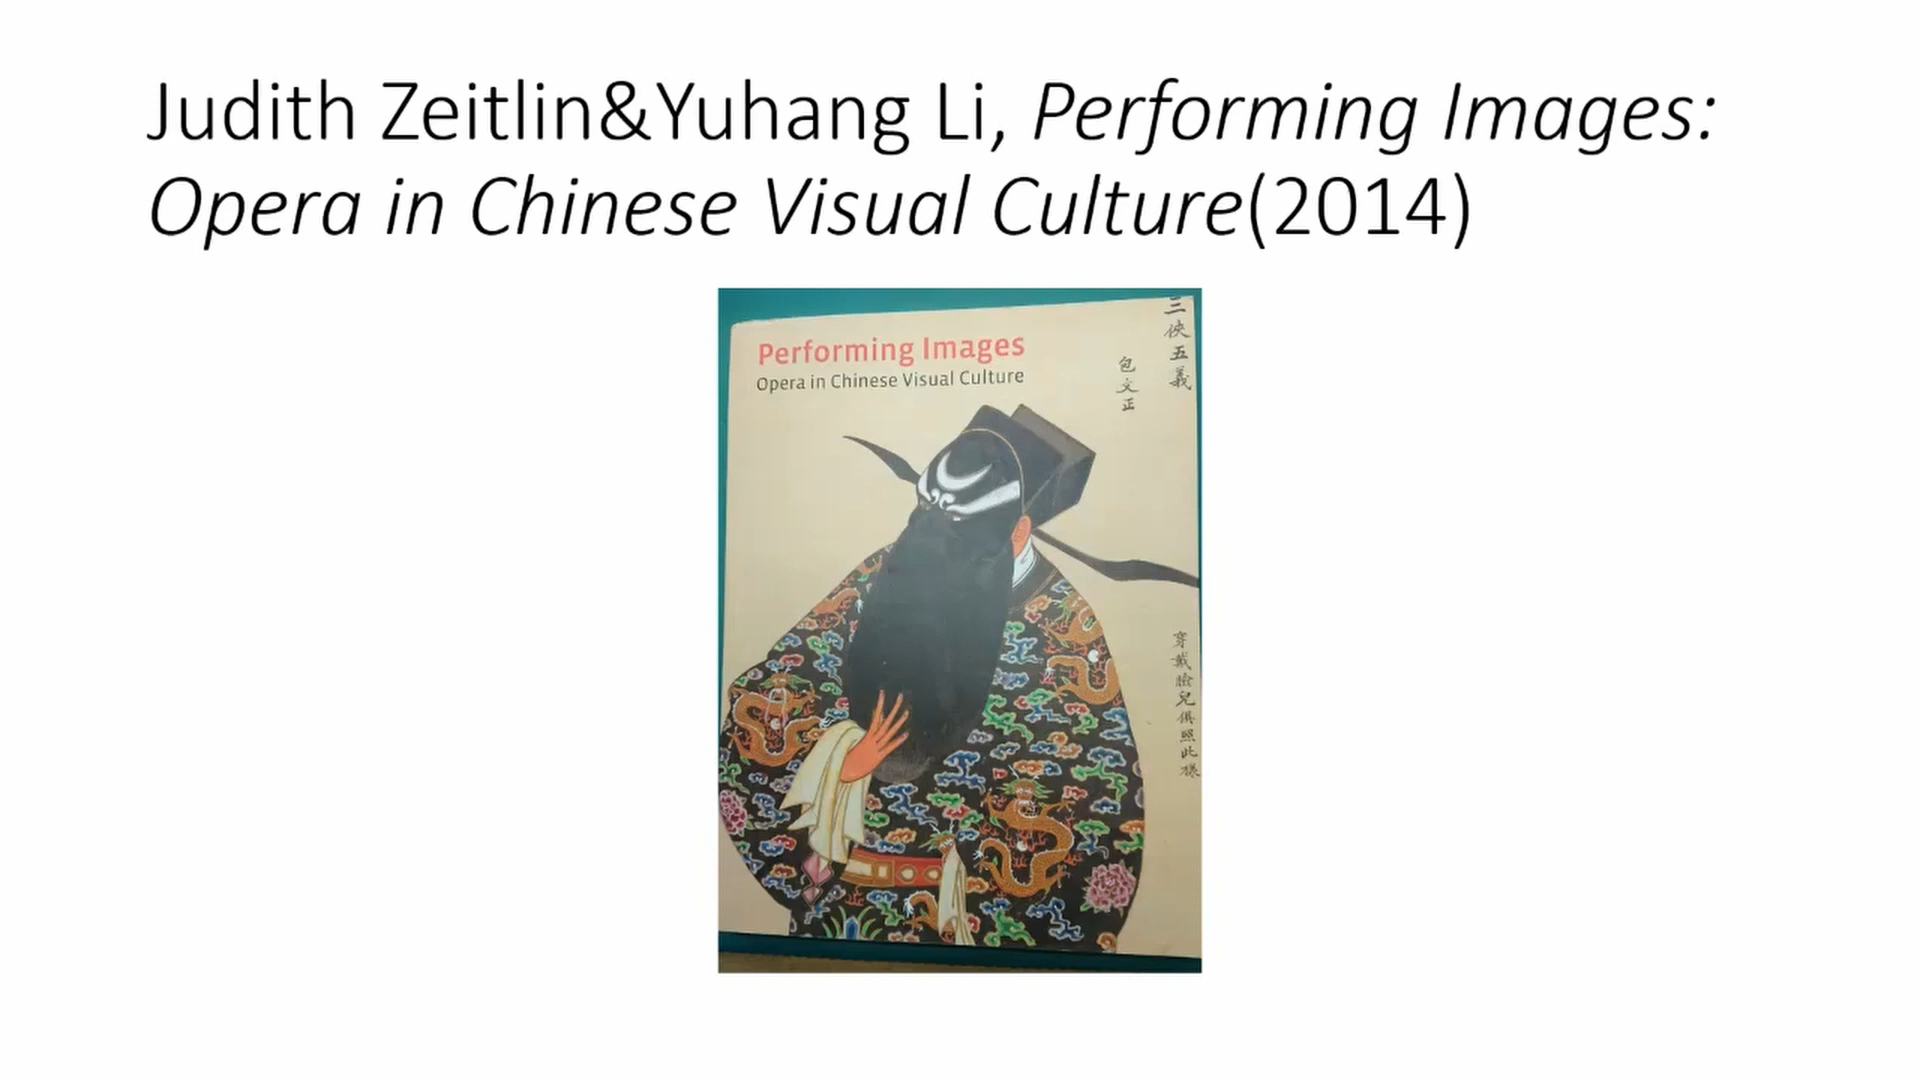 Judith Zeitlin&Yuhang Li, Performing Images:
Opera in Chinese Visual Culture(2014)
Performing Images
Opera in Chinese Visual Culture
三俠五義
包文正
穿戴臉兒俱照此樣